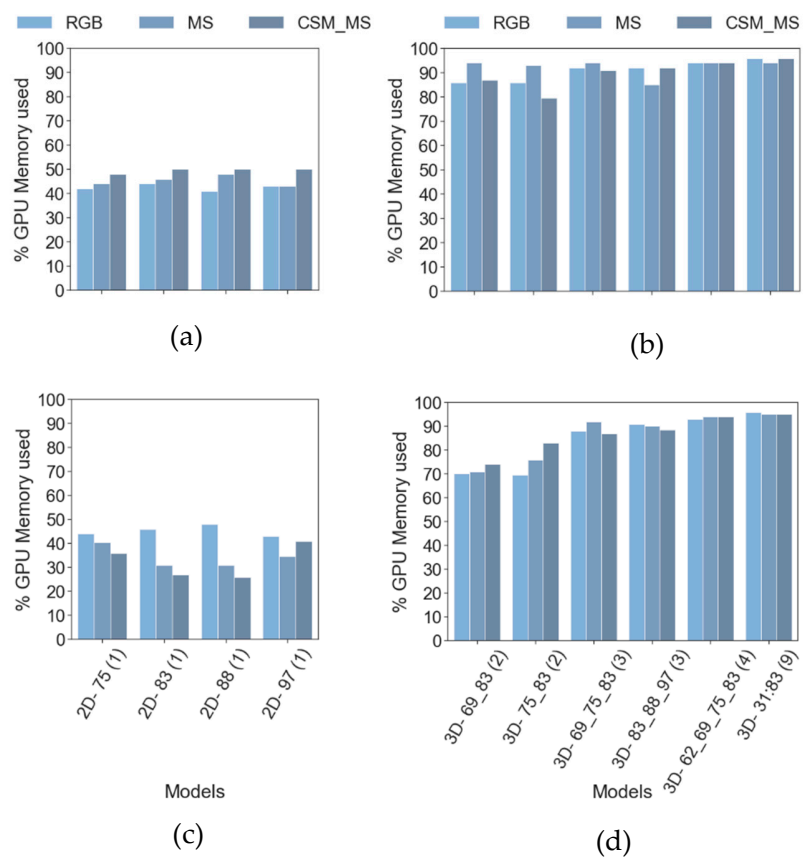 RGB MS CSM_MS
% GPU Memory used
100
90
80
70
60
50
40
30
20
10
0
(a)
RGB MS CSM_MS
% GPU Memory used
100
90
80
70
60
50
40
30
20
10
0
(b)
% GPU Memory used
100
90
80
70
60
50
40
30
20
10
0
2D- 75 (1)
2D- 83 (1)
2D- 88 (1)
2D- 97 (1)
Models
(c)
% GPU Memory used
100
90
80
70
60
50
40
30
20
10
0
3D- 69_83 (2)
3D- 75_83 (2)
3D- 69_75_83 (3)
3D- 83_88_97 (3)
3D- 62_69_75_83 (4)
3D- 31:83 (9)
Models
(d)